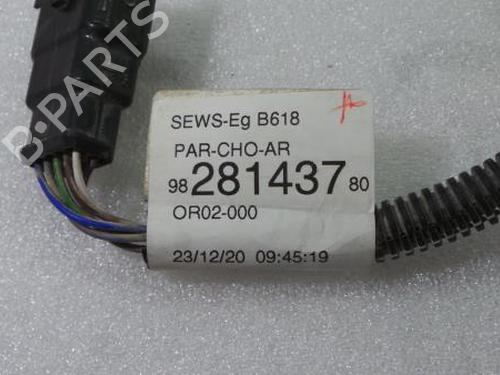 B-PARTS
SEWS-Eg B618
PAR-CHO-AR
98 281437 80
OR02-000
23/12/20 09:45:19